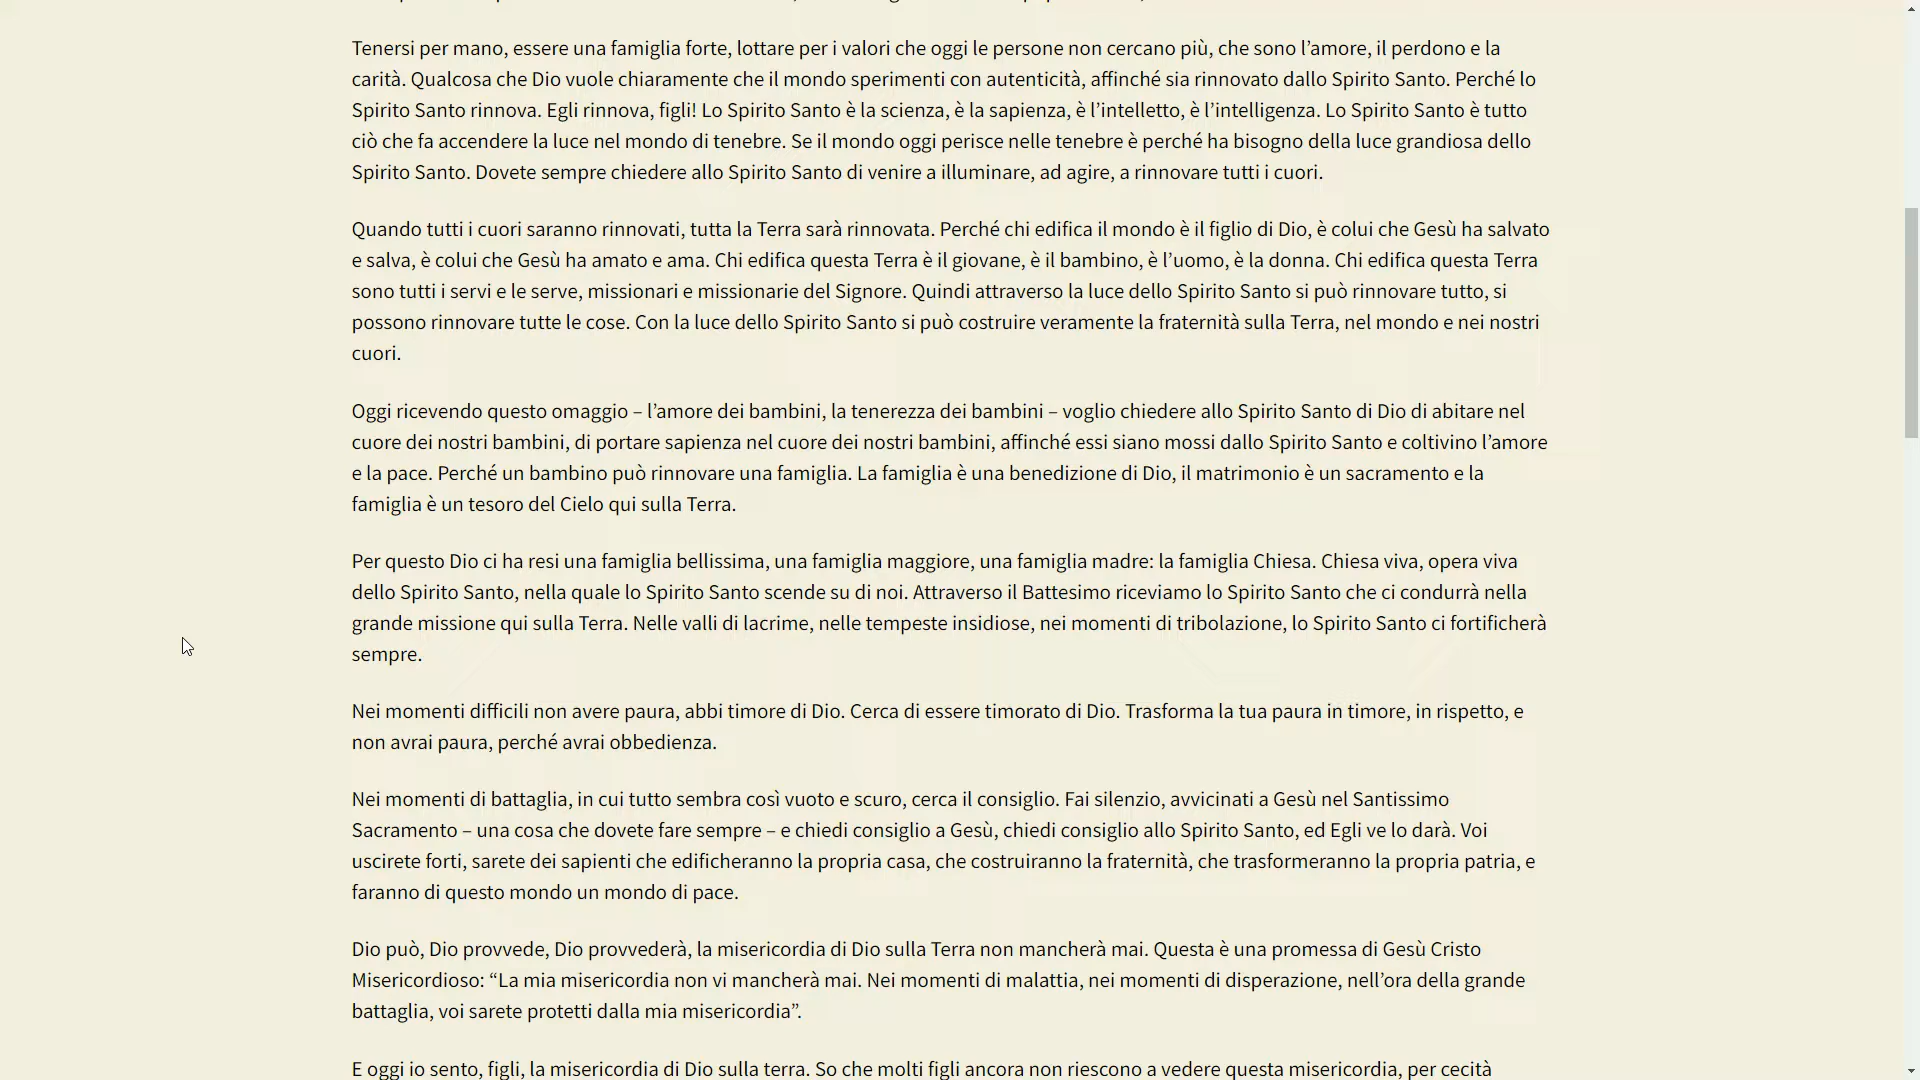 Tenersi per mano, essere una famiglia forte, lottare per i valori che oggi le persone non cercano più, che sono l’amore, il perdono e la
carità. Qualcosa che Dio vuole chiaramente che il mondo sperimenti con autenticità, affinché sia rinnovato dallo Spirito Santo. Perché lo
Spirito Santo rinnova. Egli rinnova, figli! Lo Spirito Santo è la scienza, è la sapienza, è l’intelletto, è l’intelligenza. Lo Spirito Santo è tutto
ciò che fa accendere la luce nel mondo di tenebre. Se il mondo oggi perisce nelle tenebre è perché ha bisogno della luce grandiosa dello
Spirito Santo. Dovete sempre chiedere allo Spirito Santo di venire a illuminare, ad agire, a rinnovare tutti i cuori.
Quando tutti i cuori saranno rinnovati, tutta la Terra sarà rinnovata. Perché chi edifica il mondo è il figlio di Dio, è colui che Gesù ha salvato
e salva, è colui che Gesù ha amato e ama. Chi edifica questa Terra è il giovane, è il bambino, è l’uomo, è la donna. Chi edifica questa Terra
sono tutti i servi e le serve, missionari e missionarie del Signore. Quindi attraverso la luce dello Spirito Santo si può rinnovare tutto, si
possono rinnovare tutte le cose. Con la luce dello Spirito Santo si può costruire veramente la fraternità sulla Terra, nel mondo e nei nostri
cuori.
Oggi ricevendo questo omaggio – l’amore dei bambini, la tenerezza dei bambini – voglio chiedere allo Spirito Santo di Dio di abitare nel
cuore dei nostri bambini, di portare sapienza nel cuore dei nostri bambini, affinché essi siano mossi dallo Spirito Santo e coltivino l’amore
e la pace. Perché un bambino può rinnovare una famiglia. La famiglia è una benedizione di Dio, il matrimonio è un sacramento e la
famiglia è un tesoro del Cielo qui sulla Terra.
Per questo Dio ci ha resi una famiglia bellissima, una famiglia maggiore, una famiglia madre: la famiglia Chiesa. Chiesa viva, opera viva
dello Spirito Santo, nella quale lo Spirito Santo scende su di noi. Attraverso il Battesimo riceviamo lo Spirito Santo che ci condurrà nella
grande missione qui sulla Terra. Nelle valli di lacrime, nelle tempeste insidiose, nei momenti di tribolazione, lo Spirito Santo ci fortificherà
sempre.
Nei momenti difficili non avere paura, abbi timore di Dio. Cerca di essere timorato di Dio. Trasforma la tua paura in timore, in rispetto, e
non avrai paura, perché avrai obbedienza.
Nei momenti di battaglia, in cui tutto sembra così vuoto e scuro, cerca il consiglio. Fai silenzio, avvicinati a Gesù nel Santissimo
Sacramento – una cosa che dovete fare sempre – e chiedi consiglio a Gesù, chiedi consiglio allo Spirito Santo, ed Egli ve lo darà. Voi
uscirete forti, sarete dei sapienti che edificheranno la propria casa, che costruiranno la fraternità, che trasformeranno la propria patria, e
faranno di questo mondo un mondo di pace.
Dio può, Dio provvede, Dio provvederà, la misericordia di Dio sulla Terra non mancherà mai. Questa è una promessa di Gesù Cristo
Misericordioso: “La mia misericordia non vi mancherà mai. Nei momenti di malattia, nei momenti di disperazione, nell’ora della grande
battaglia, voi sarete protetti dalla mia misericordia”.
E oggi io sento, figli, la misericordia di Dio sulla terra. So che molti figli ancora non riescono a vedere questa misericordia, per cecità